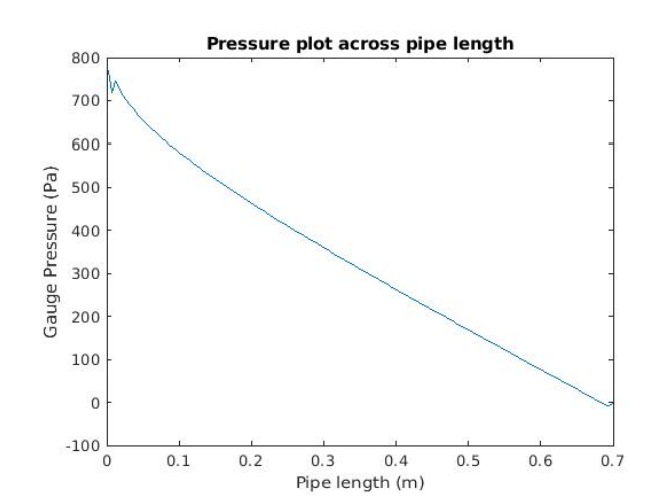 Pressure plot across pipe length
800
700
600
500
400
300
200
100
0
-100
Gauge Pressure (Pa)
0 0.1 0.2 0.3 0.4 0.5 0.6 0.7
Pipe length (m)